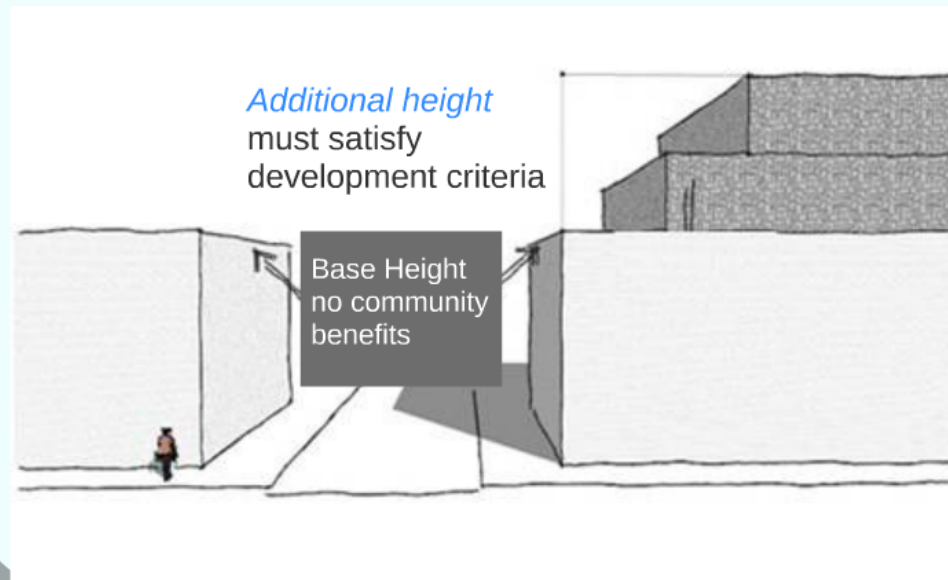 Additional height
must satisfy
development criteria
Base Height
no community
benefits